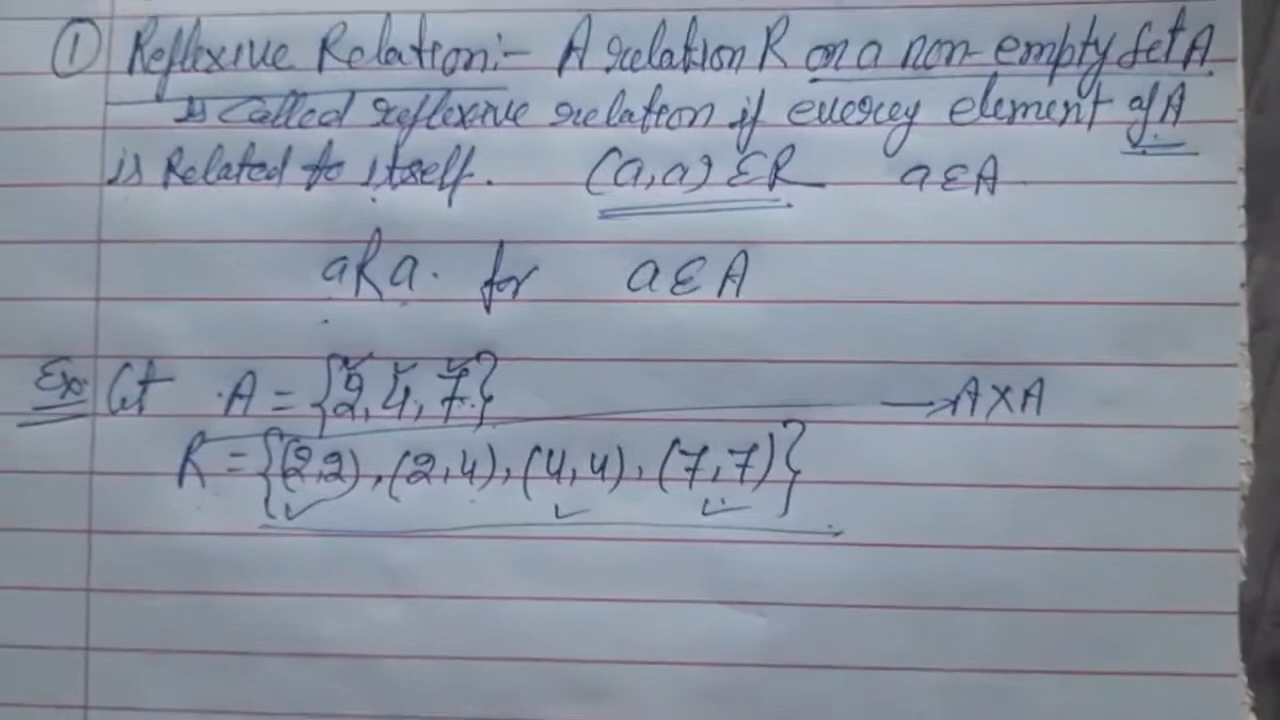 ① Reflexive Relation:- A relation R on a non-empty set A
is called reflexive relation if every element of A
is Related to itself. (a,a) ∈ R a ∈ A
aRa. for a ∈ A
Ex: Let A = {2, 4, 7} → A×A
R = {(2,2), (2,4), (4,4), (7,7)}